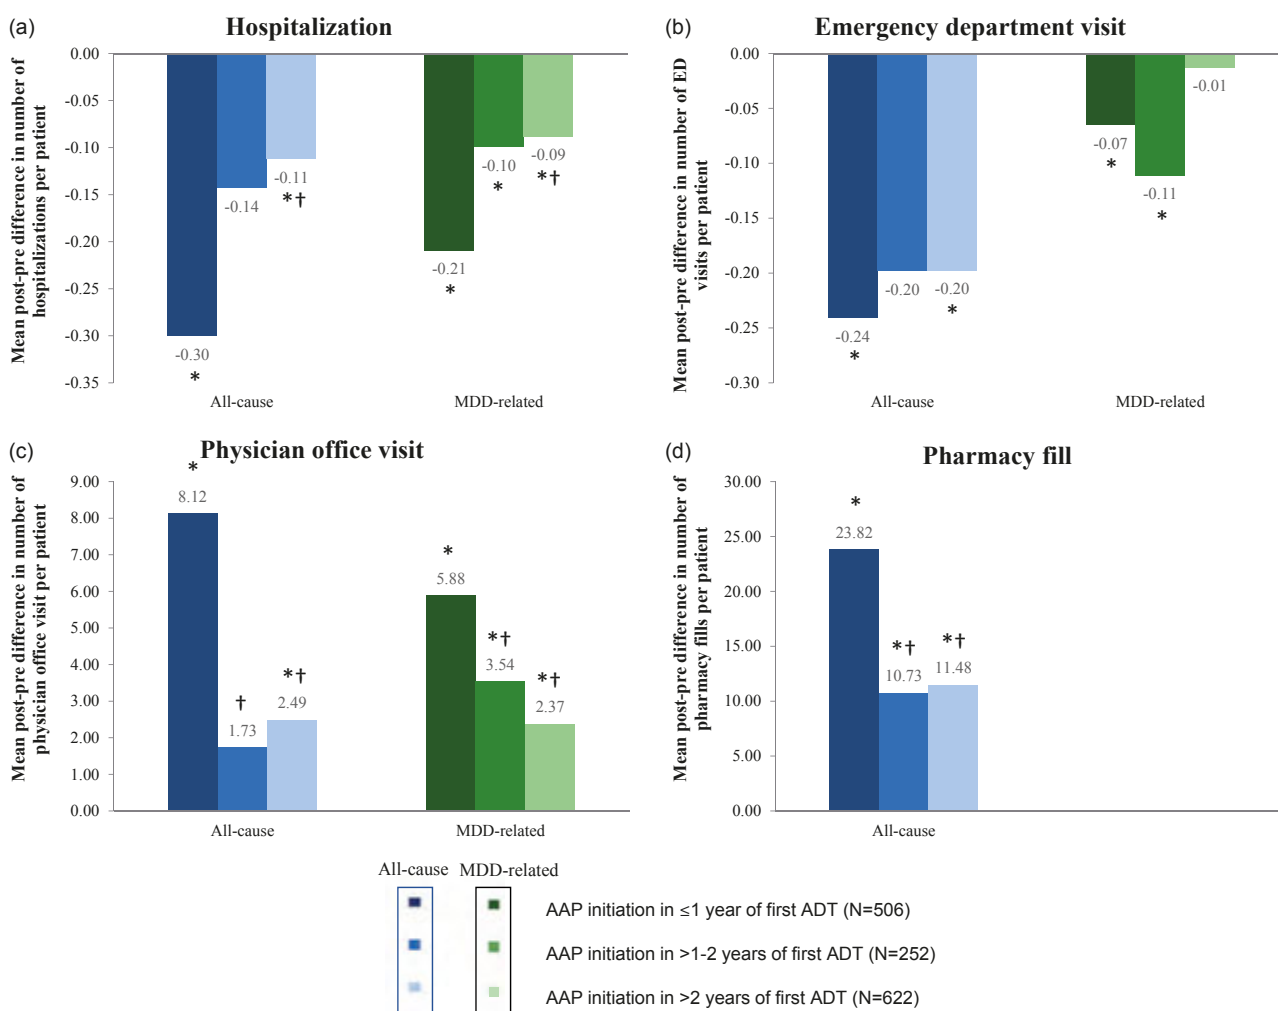 (a)
Hospitalization
Mean post-pre difference in number of
hospitalizations per patient
0.00
-0.05
-0.10
-0.15
-0.20
-0.25
-0.30
-0.35
-0.30
*
-0.14
-0.11
*†
-0.21
*
-0.10
*
-0.09
*†
All-cause
MDD-related
(b)
Emergency department visit
Mean post-pre difference in number of ED
visits per patient
0.00
-0.05
-0.10
-0.15
-0.20
-0.25
-0.30
-0.24
*
-0.20
-0.20
*
-0.07
*
-0.11
*
-0.01
All-cause
MDD-related
(c)
Physician office visit
Mean post-pre difference in number of
physician office visit per patient
9.00
8.00
7.00
6.00
5.00
4.00
3.00
2.00
1.00
0.00
*
8.12
†
1.73
*†
2.49
*
5.88
*†
3.54
*†
2.37
All-cause
MDD-related
(d)
Pharmacy fill
Mean post-pre difference in number of
pharmacy fills per patient
30.00
25.00
20.00
15.00
10.00
5.00
0.00
*
23.82
*†
10.73
*†
11.48
All-cause
All-cause MDD-related
AAP initiation in ≤1 year of first ADT (N=506)
AAP initiation in >1-2 years of first ADT (N=252)
AAP initiation in >2 years of first ADT (N=622)